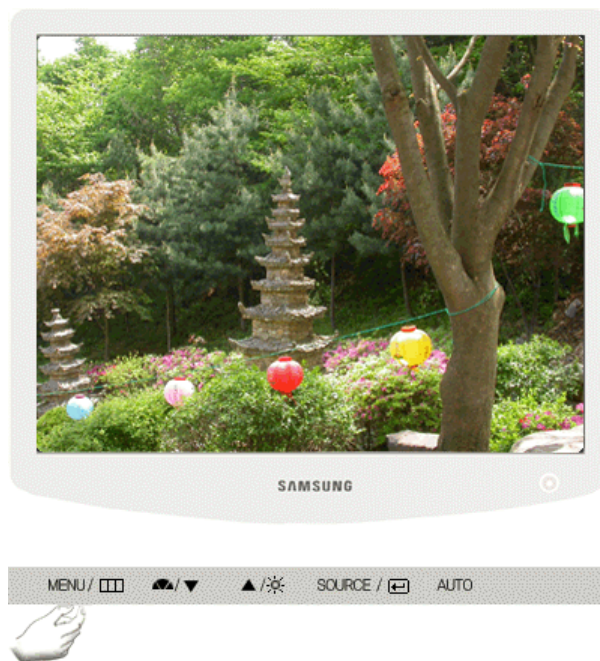 SAMSUNG
MENU / ▥ ◠/▼ ▲/☼ SOURCE / ↵ AUTO